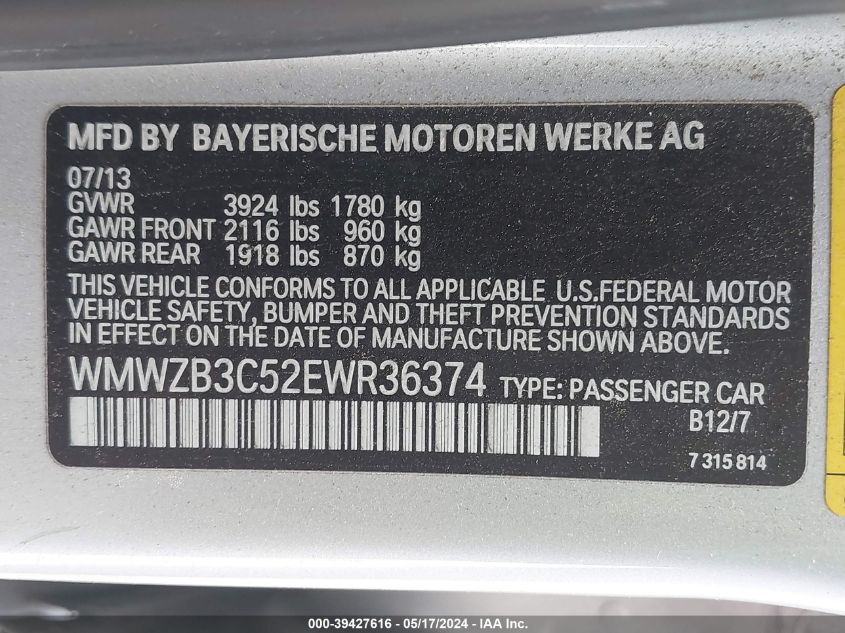 MFD BY BAYERISCHE MOTOREN WERKE AG
07/13
GVWR 3924 lbs 1780 kg
GAWR FRONT 2116 lbs 960 kg
GAWR REAR 1918 lbs 870 kg
THIS VEHICLE CONFORMS TO ALL APPLICABLE U.S.FEDERAL MOTOR
VEHICLE SAFETY, BUMPER AND THEFT PREVENTION STANDARDS
IN EFFECT ON THE DATE OF MANUFACTURE SHOWN ABOVE.
WMWZB3C52EWR36374 TYPE: PASSENGER CAR
B12/7
7 315 814
000-39427616 - 05/17/2024 - IAA Inc.